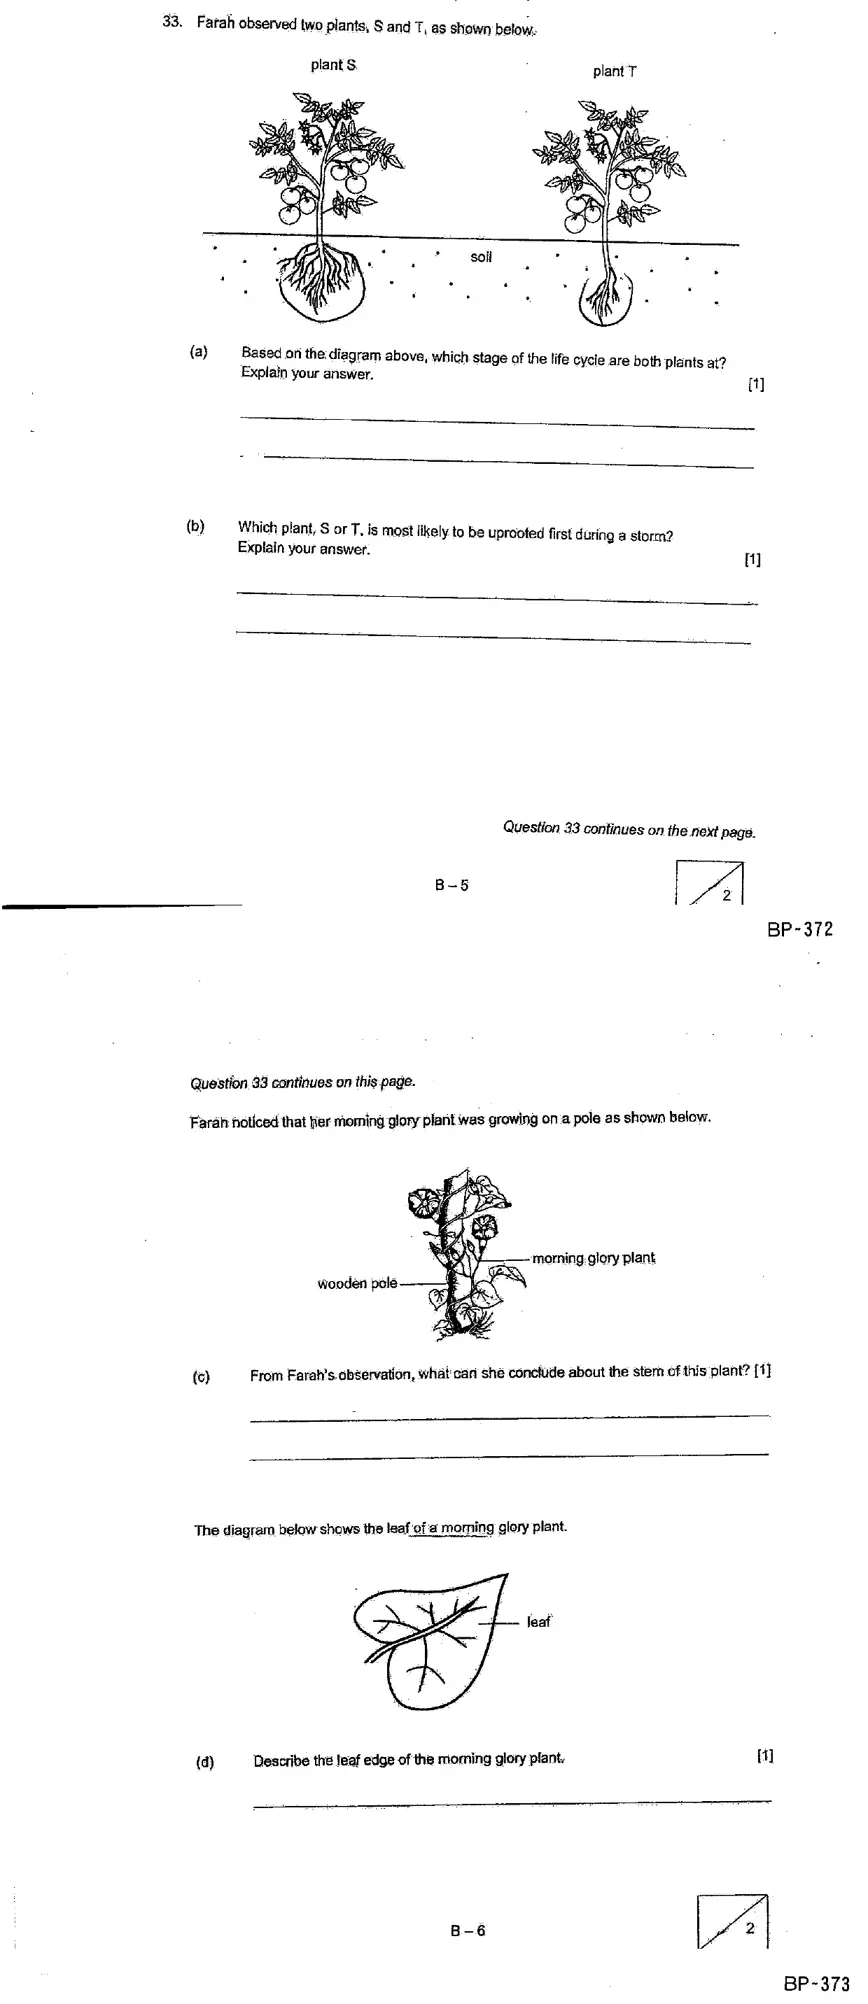 33. Farah observed two plants, S and T, as shown below.
plant S
plant T
soil
(a) Based on the diagram above, which stage of the life cycle are both plants at?
Explain your answer.
[1]
(b) Which plant, S or T, is most likely to be uprooted first during a storm?
Explain your answer.
[1]
Question 33 continues on the next page.
B – 5
2
BP-372
Question 33 continues on this page.
Farah noticed that her morning glory plant was growing on a pole as shown below.
morning glory plant
wooden pole
(c) From Farah's observation, what can she conclude about the stem of this plant? [1]
The diagram below shows the leaf of a morning glory plant.
leaf
(d) Describe the leaf edge of the morning glory plant. [1]
B – 6
2
BP-373